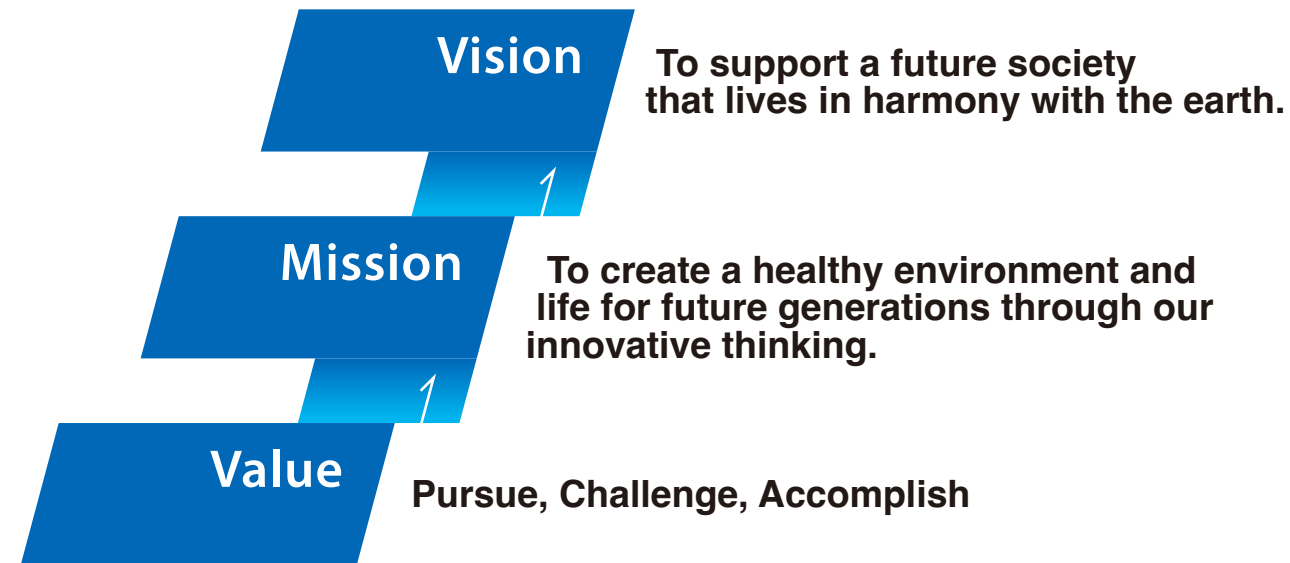 Vision
To support a future society
that lives in harmony with the earth.
Mission
To create a healthy environment and
life for future generations through our
innovative thinking.
Value
Pursue, Challenge, Accomplish